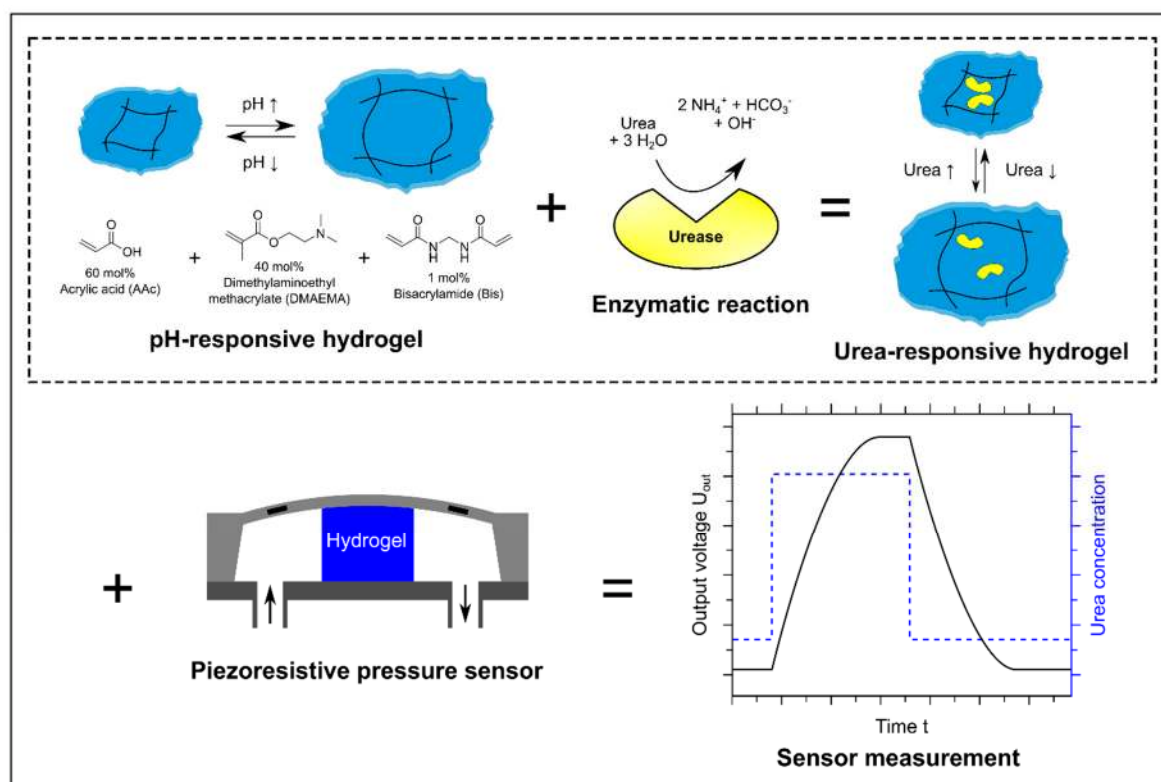 pH ↑
pH ↓
O
OH
60 mol%
Acrylic acid (AAc)
+
O
O
N
40 mol%
Dimethylaminoethyl
methacrylate (DMAEMA)
+
O
N
H
N
H
O
1 mol%
Bisacrylamide (Bis)
pH-responsive hydrogel
+
Urea
+ 3 H₂O
2 NH₄⁺ + HCO₃⁻
+ OH⁻
Urease
Enzymatic reaction
=
Urea ↑
Urea ↓
Urea-responsive hydrogel
+
Hydrogel
Piezoresistive pressure sensor
=
Output voltage Uₒᵤₜ
Urea concentration
Time t
Sensor measurement